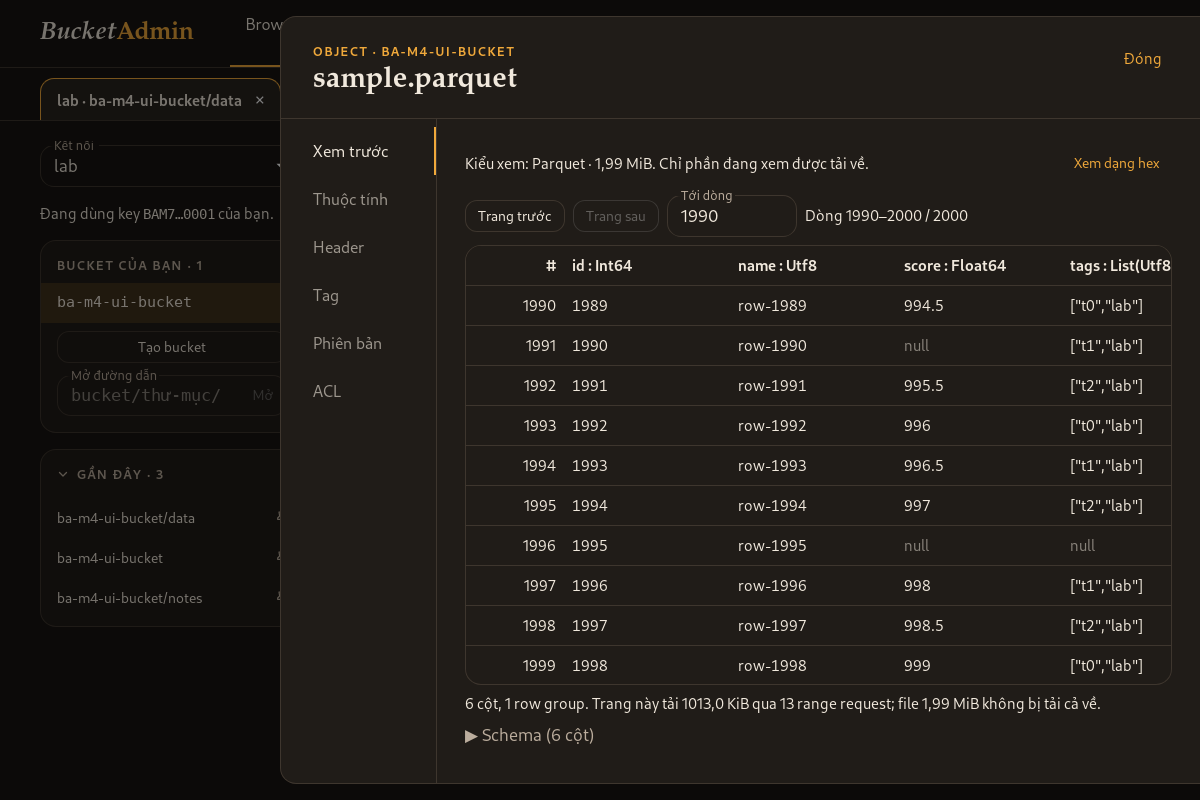 BucketAdmin
Brow
lab · ba-m4-ui-bucket/data ×
Kết nối
lab
Đang dùng key BAM7…0001 của bạn.
BUCKET CỦA BẠN · 1
ba-m4-ui-bucket
Tạo bucket
Mở đường dẫn
bucket/thư-mục/ Mở
GẦN ĐÂY · 3
ba-m4-ui-bucket/data
ba-m4-ui-bucket
ba-m4-ui-bucket/notes
OBJECT · BA-M4-UI-BUCKET
sample.parquet
Đóng
Xem trước
Thuộc tính
Header
Tag
Phiên bản
ACL
Kiểu xem: Parquet · 1,99 MiB. Chỉ phần đang xem được tải về.
Xem dạng hex
Trang trước
Trang sau
Tới dòng
1990
Dòng 1990–2000 / 2000
# id : Int64 name : Utf8 score : Float64 tags : List(Utf8
1990 1989 row-1989 994.5 ["t0","lab"]
1991 1990 row-1990 null ["t1","lab"]
1992 1991 row-1991 995.5 ["t2","lab"]
1993 1992 row-1992 996 ["t0","lab"]
1994 1993 row-1993 996.5 ["t1","lab"]
1995 1994 row-1994 997 ["t2","lab"]
1996 1995 row-1995 null null
1997 1996 row-1996 998 ["t1","lab"]
1998 1997 row-1997 998.5 ["t2","lab"]
1999 1998 row-1998 999 ["t0","lab"]
6 cột, 1 row group. Trang này tải 1013,0 KiB qua 13 range request; file 1,99 MiB không bị tải cả về.
▶ Schema (6 cột)